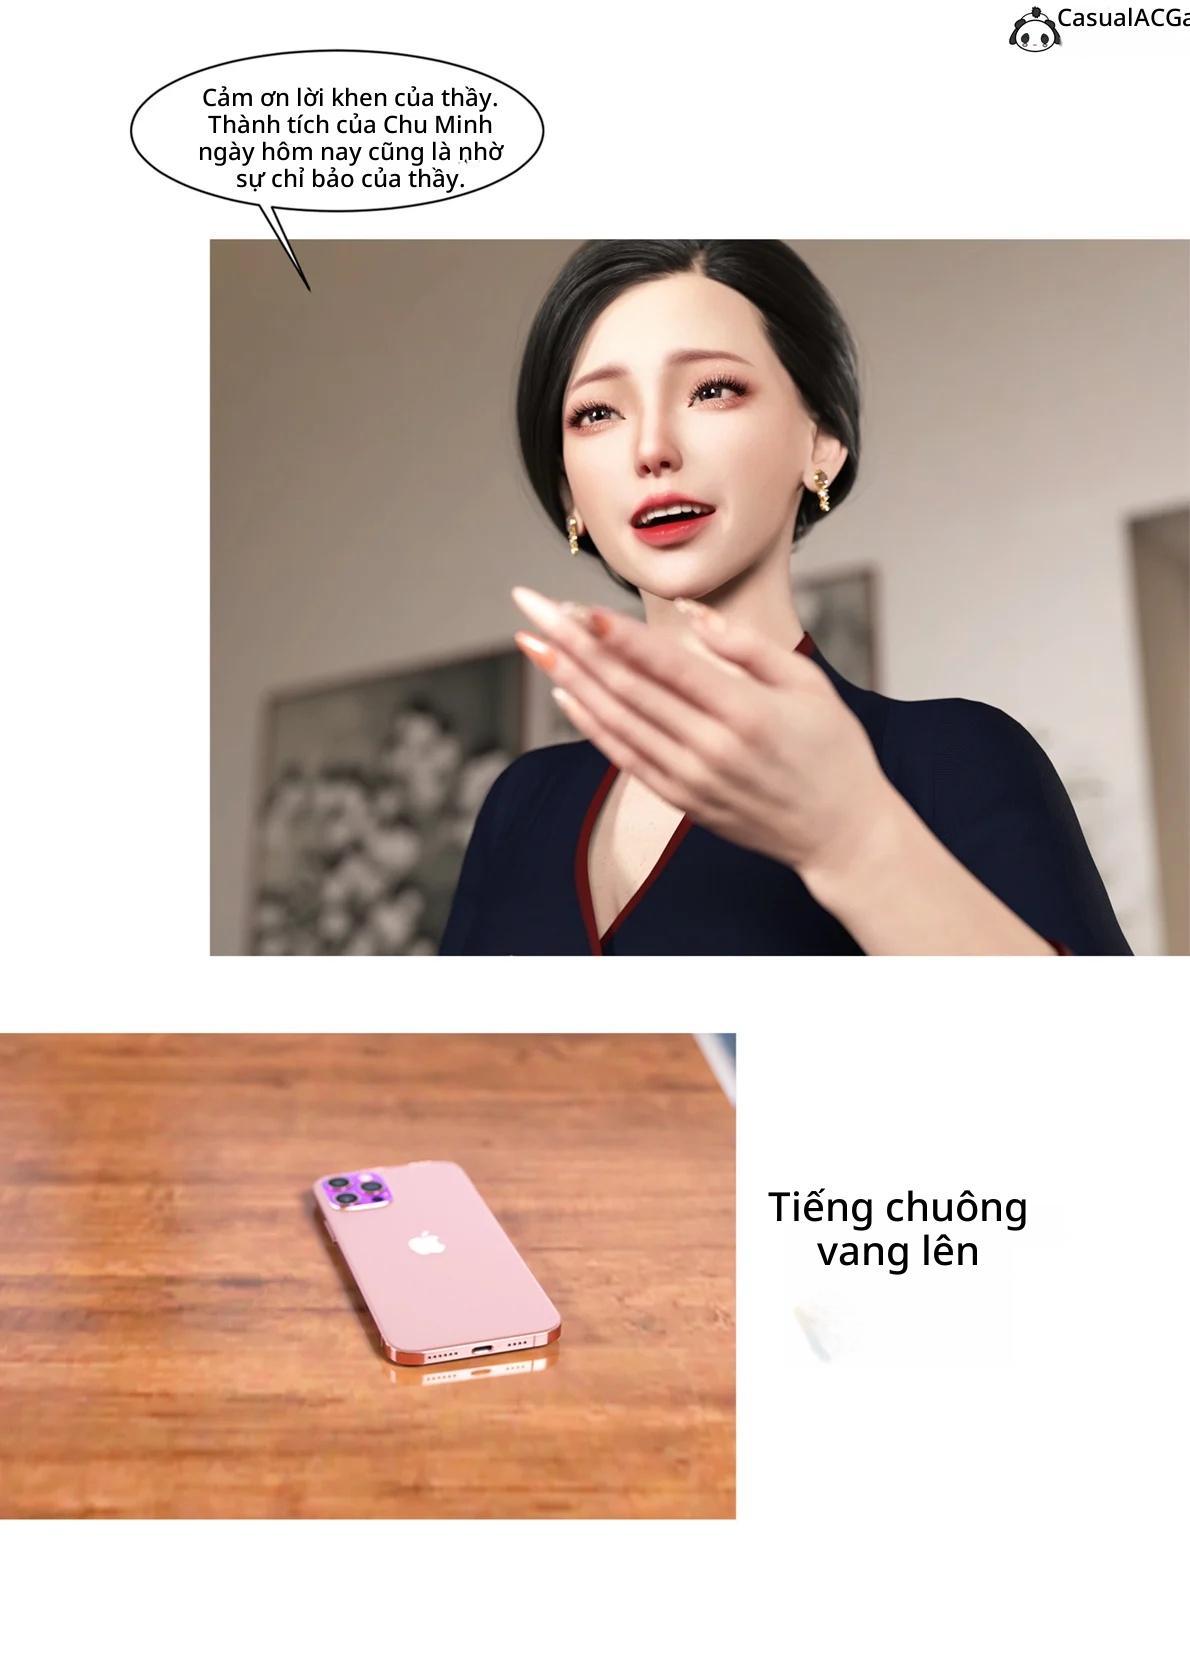 CasualACGa
Cảm ơn lời khen của thầy.
Thành tích của Chu Minh
ngày hôm nay cũng là nhờ
sự chỉ bảo của thầy.
Tiếng chuông
vang lên